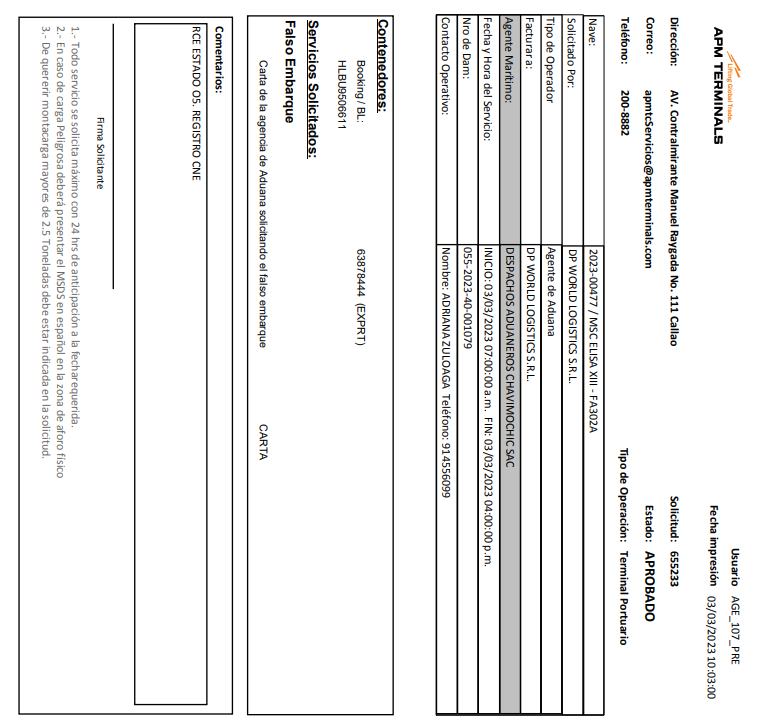 Lifting Global Trade.
APM TERMINALS
Usuario AGE_107_PRE
Fecha impresión 03/03/2023 10:03:00
Dirección: AV. Contralmirante Manuel Raygada No. 111 Callao
Solicitud: 655233
Correo: apmtcServicios@apmterminals.com
Estado: APROBADO
Teléfono: 200-8882
Tipo de Operación: Terminal Portuario
Nave: 2023-00477 / MSC ELISA XIII - FA302A
Solicitado Por: DP WORLD LOGISTICS S.R.L.
Tipo de Operador Agente de Aduana
Facturar a: DP WORLD LOGISTICS S.R.L.
Agente Marítimo: DESPACHOS ADUANEROS CHAVIMOCHIC SAC
Fecha y Hora del Servicio: INICIO: 03/03/2023 07:00:00 a.m. FIN: 03/03/2023 04:00:00 p.m.
Nro de Dam: 055-2023-40-001079
Contacto Operativo: Nombre: ADRIANA ZULOAGA Teléfono: 914556099
Contenedores:
Booking / BL: 63878444 (EXPRT)
HLBU9506611
Servicios Solicitados:
Falso Embarque
Carta de la agencia de Aduana solicitando el falso embarque CARTA
Comentarios:
RCE ESTADO 05. REGISTRO CNE
Firma Solicitante
1.- Todo servicio se solicita máximo con 24 hrs de anticipación a la fecharequerida.
2.- En caso de carga Peligrosa deberá presentar el MSDS en español en la zona de aforo físico
3.- De quererir montacarga mayores de 2.5 Toneladas debe estar indicada en la solicitud.